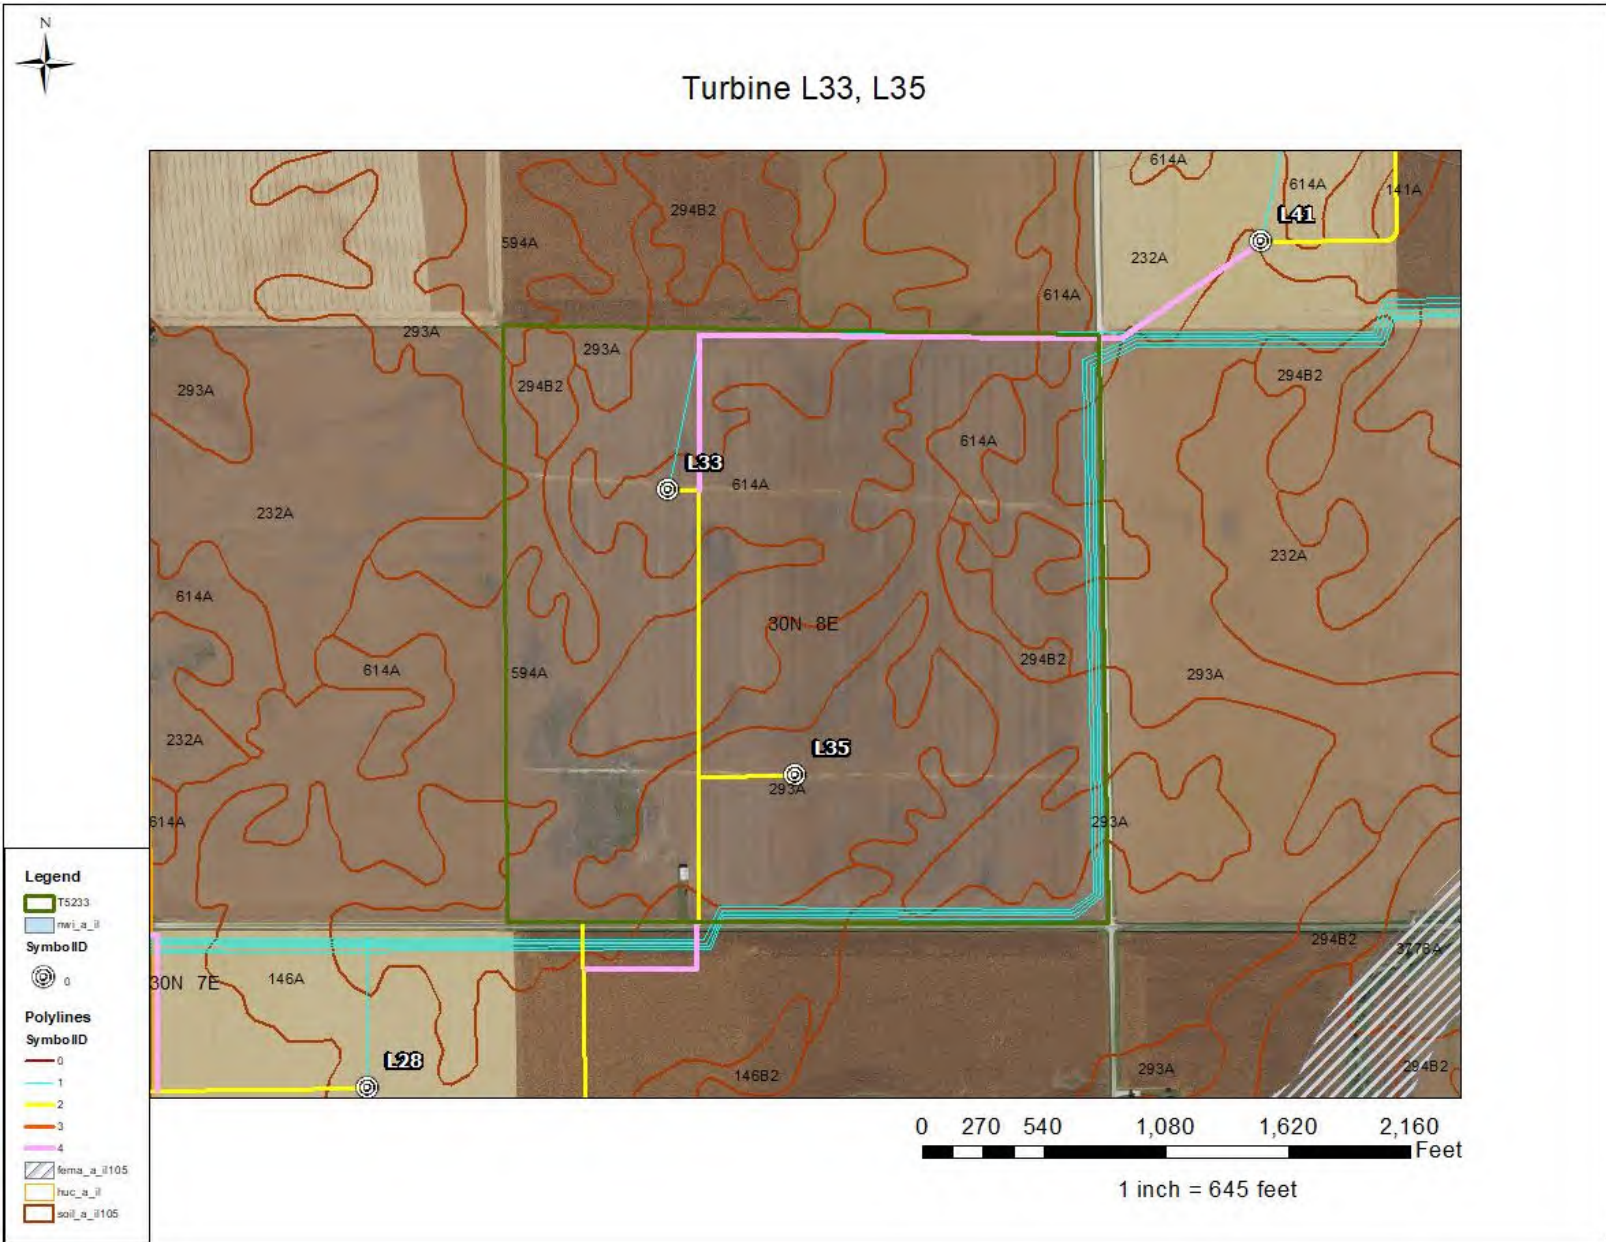 N
Turbine L33, L35
614A
614A
141A
294B2
L41
594A
232A
614A
293A
293A
293A
294B2
294B2
614A
L33
614A
232A
232A
614A
30N 8E
294B2
614A
594A
293A
232A
L35
293A
614A
293A
294B2
3776A
30N 7E
146A
L28
146B2
293A
294B2
Legend
T5233
nwi_a_il
SymbolID
0
Polylines
SymbolID
0
1
2
3
4
fema_a_il105
huc_a_il
soil_a_il105
0 270 540 1,080 1,620 2,160
Feet
1 inch = 645 feet